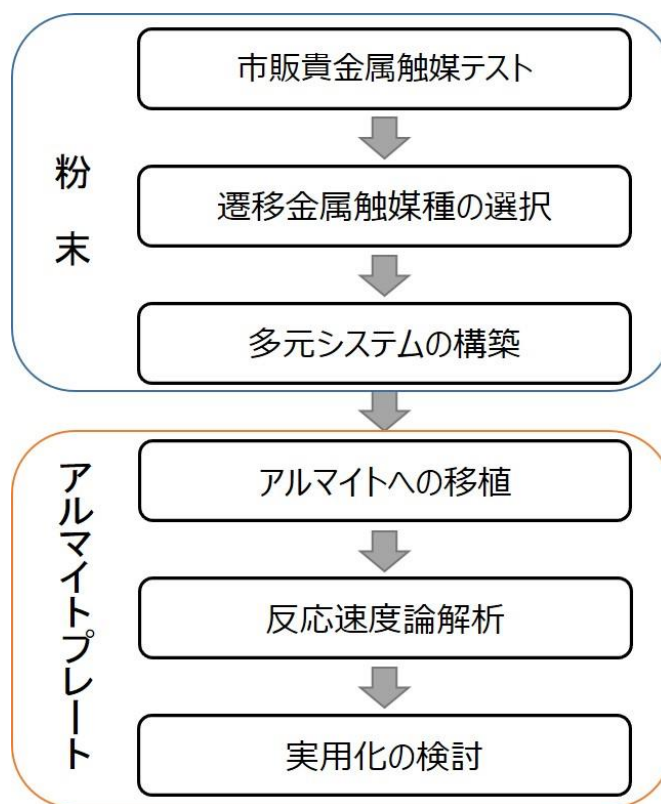 粉末
市販貴金属触媒テスト
遷移金属触媒種の選択
多元システムの構築
アルマイトプレート
アルマイトへの移植
反応速度論解析
実用化の検討